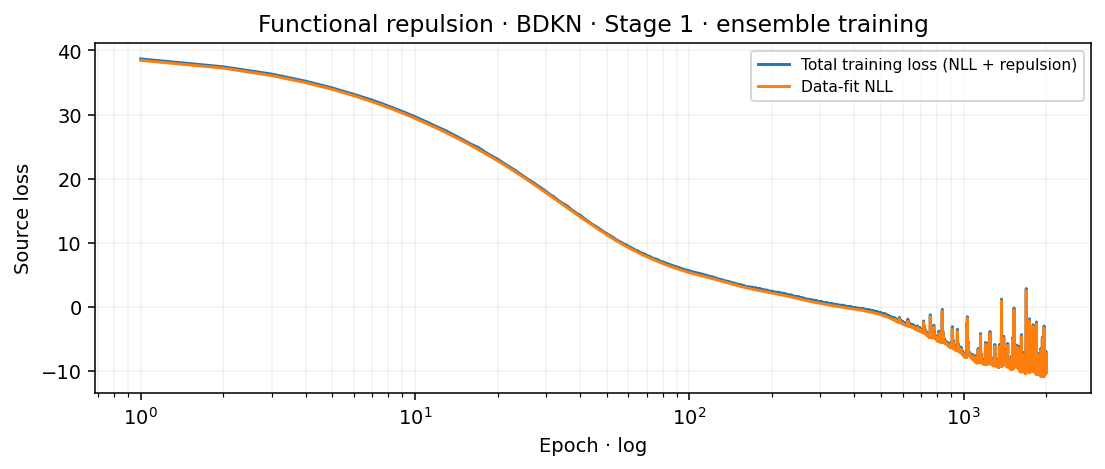 Functional repulsion · BDKN · Stage 1 · ensemble training
Total training loss (NLL + repulsion)
Data-fit NLL
Source loss
40
30
20
10
0
−10
10⁰
10¹
10²
10³
Epoch · log